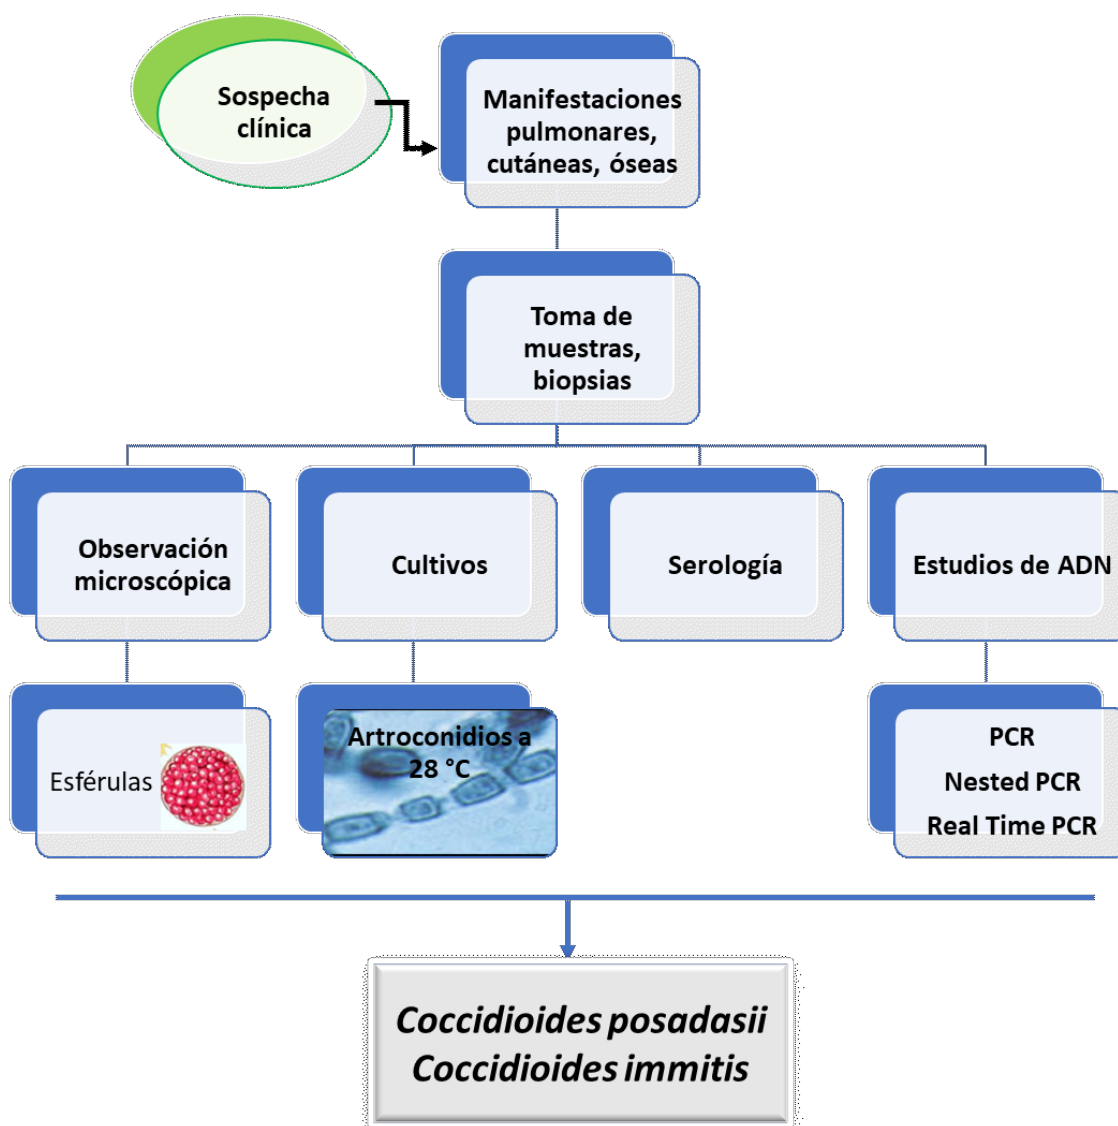 Sospecha
clínica
Manifestaciones
pulmonares,
cutáneas, óseas
Toma de
muestras,
biopsias
Observación
microscópica
Cultivos
Serología
Estudios de ADN
Esférulas
Artroconidios a
28 °C
PCR
Nested PCR
Real Time PCR
Coccidioides posadasii
Coccidioides immitis